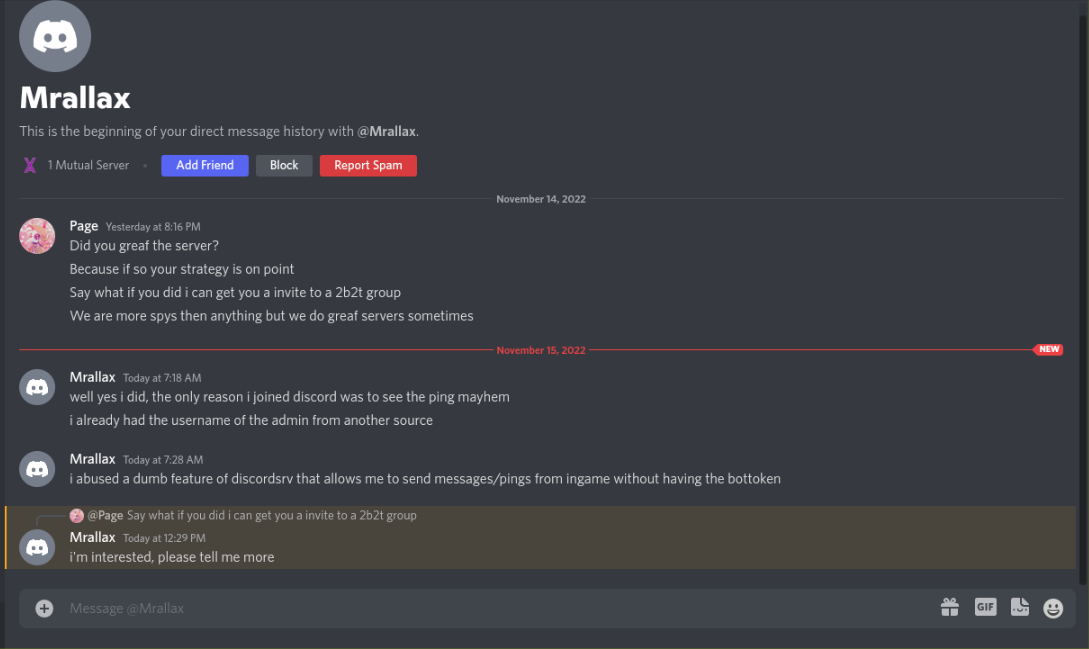 Mrallax
This is the beginning of your direct message history with @Mrallax.
1 Mutual Server • Add Friend Block Report Spam
November 14, 2022
Page Yesterday at 8:16 PM
Did you greaf the server?
Because if so your strategy is on point
Say what if you did i can get you a invite to a 2b2t group
We are more spys then anything but we do greaf servers sometimes
November 15, 2022 NEW
Mrallax Today at 7:18 AM
well yes i did, the only reason i joined discord was to see the ping mayhem
i already had the username of the admin from another source
Mrallax Today at 7:28 AM
i abused a dumb feature of discordsrv that allows me to send messages/pings from ingame without having the bottoken
@Page Say what if you did i can get you a invite to a 2b2t group
Mrallax Today at 12:29 PM
i'm interested, please tell me more
Message @Mrallax GIF